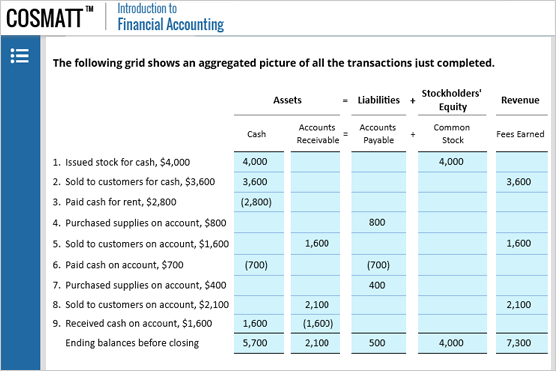 COSMATT™
Introduction to
Financial Accounting
The following grid shows an aggregated picture of all the transactions just completed.
Assets = Liabilities + Stockholders' Equity Revenue
Cash Accounts Receivable = Accounts Payable + Common Stock Fees Earned
1. Issued stock for cash, $4,000 4,000 4,000
2. Sold to customers for cash, $3,600 3,600 3,600
3. Paid cash for rent, $2,800 (2,800)
4. Purchased supplies on account, $800 800
5. Sold to customers on account, $1,600 1,600 1,600
6. Paid cash on account, $700 (700) (700)
7. Purchased supplies on account, $400 400
8. Sold to customers on account, $2,100 2,100 2,100
9. Received cash on account, $1,600 1,600 (1,600)
Ending balances before closing 5,700 2,100 500 4,000 7,300